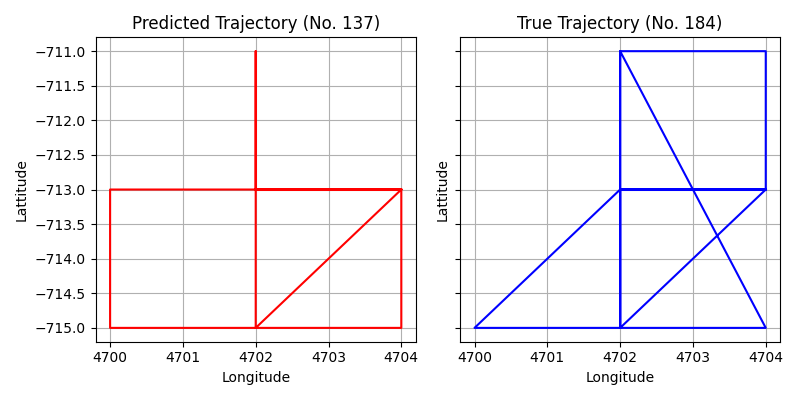 Predicted Trajectory (No. 137)
True Trajectory (No. 184)
−711.0
−711.5
−712.0
−712.5
−713.0
−713.5
−714.0
−714.5
−715.0
Lattitude
Lattitude
4700 4701 4702 4703 4704
4700 4701 4702 4703 4704
Longitude
Longitude